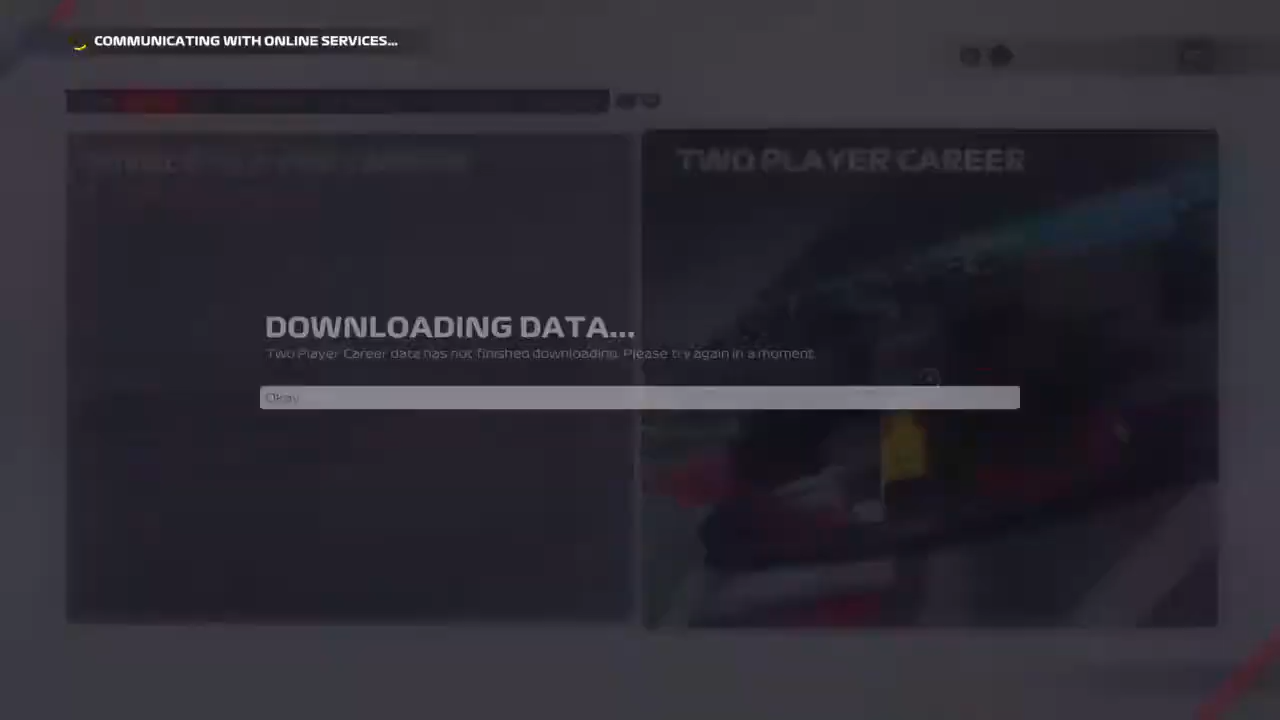 COMMUNICATING WITH ONLINE SERVICES...
TWO PLAYER CAREER
DOWNLOADING DATA...
Two Player Career data has not finished downloading. Please try again in a moment.
Okay